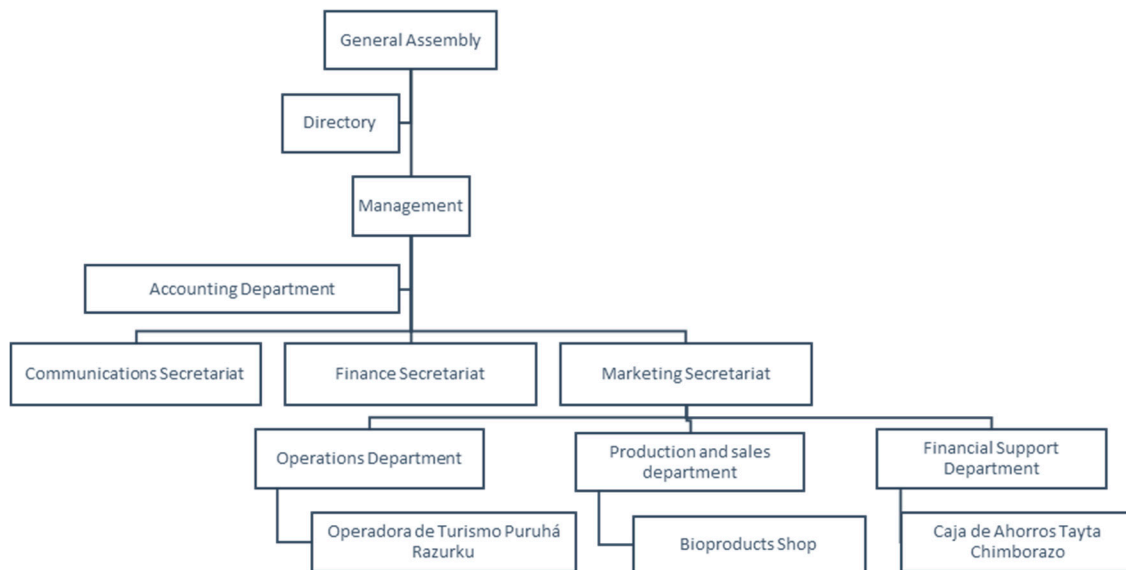 General Assembly
Directory
Management
Accounting Department
Communications Secretariat
Finance Secretariat
Marketing Secretariat
Operations Department
Production and sales
department
Financial Support
Department
Operadora de Turismo Puruhá
Razurku
Bioproducts Shop
Caja de Ahorros Tayta
Chimborazo